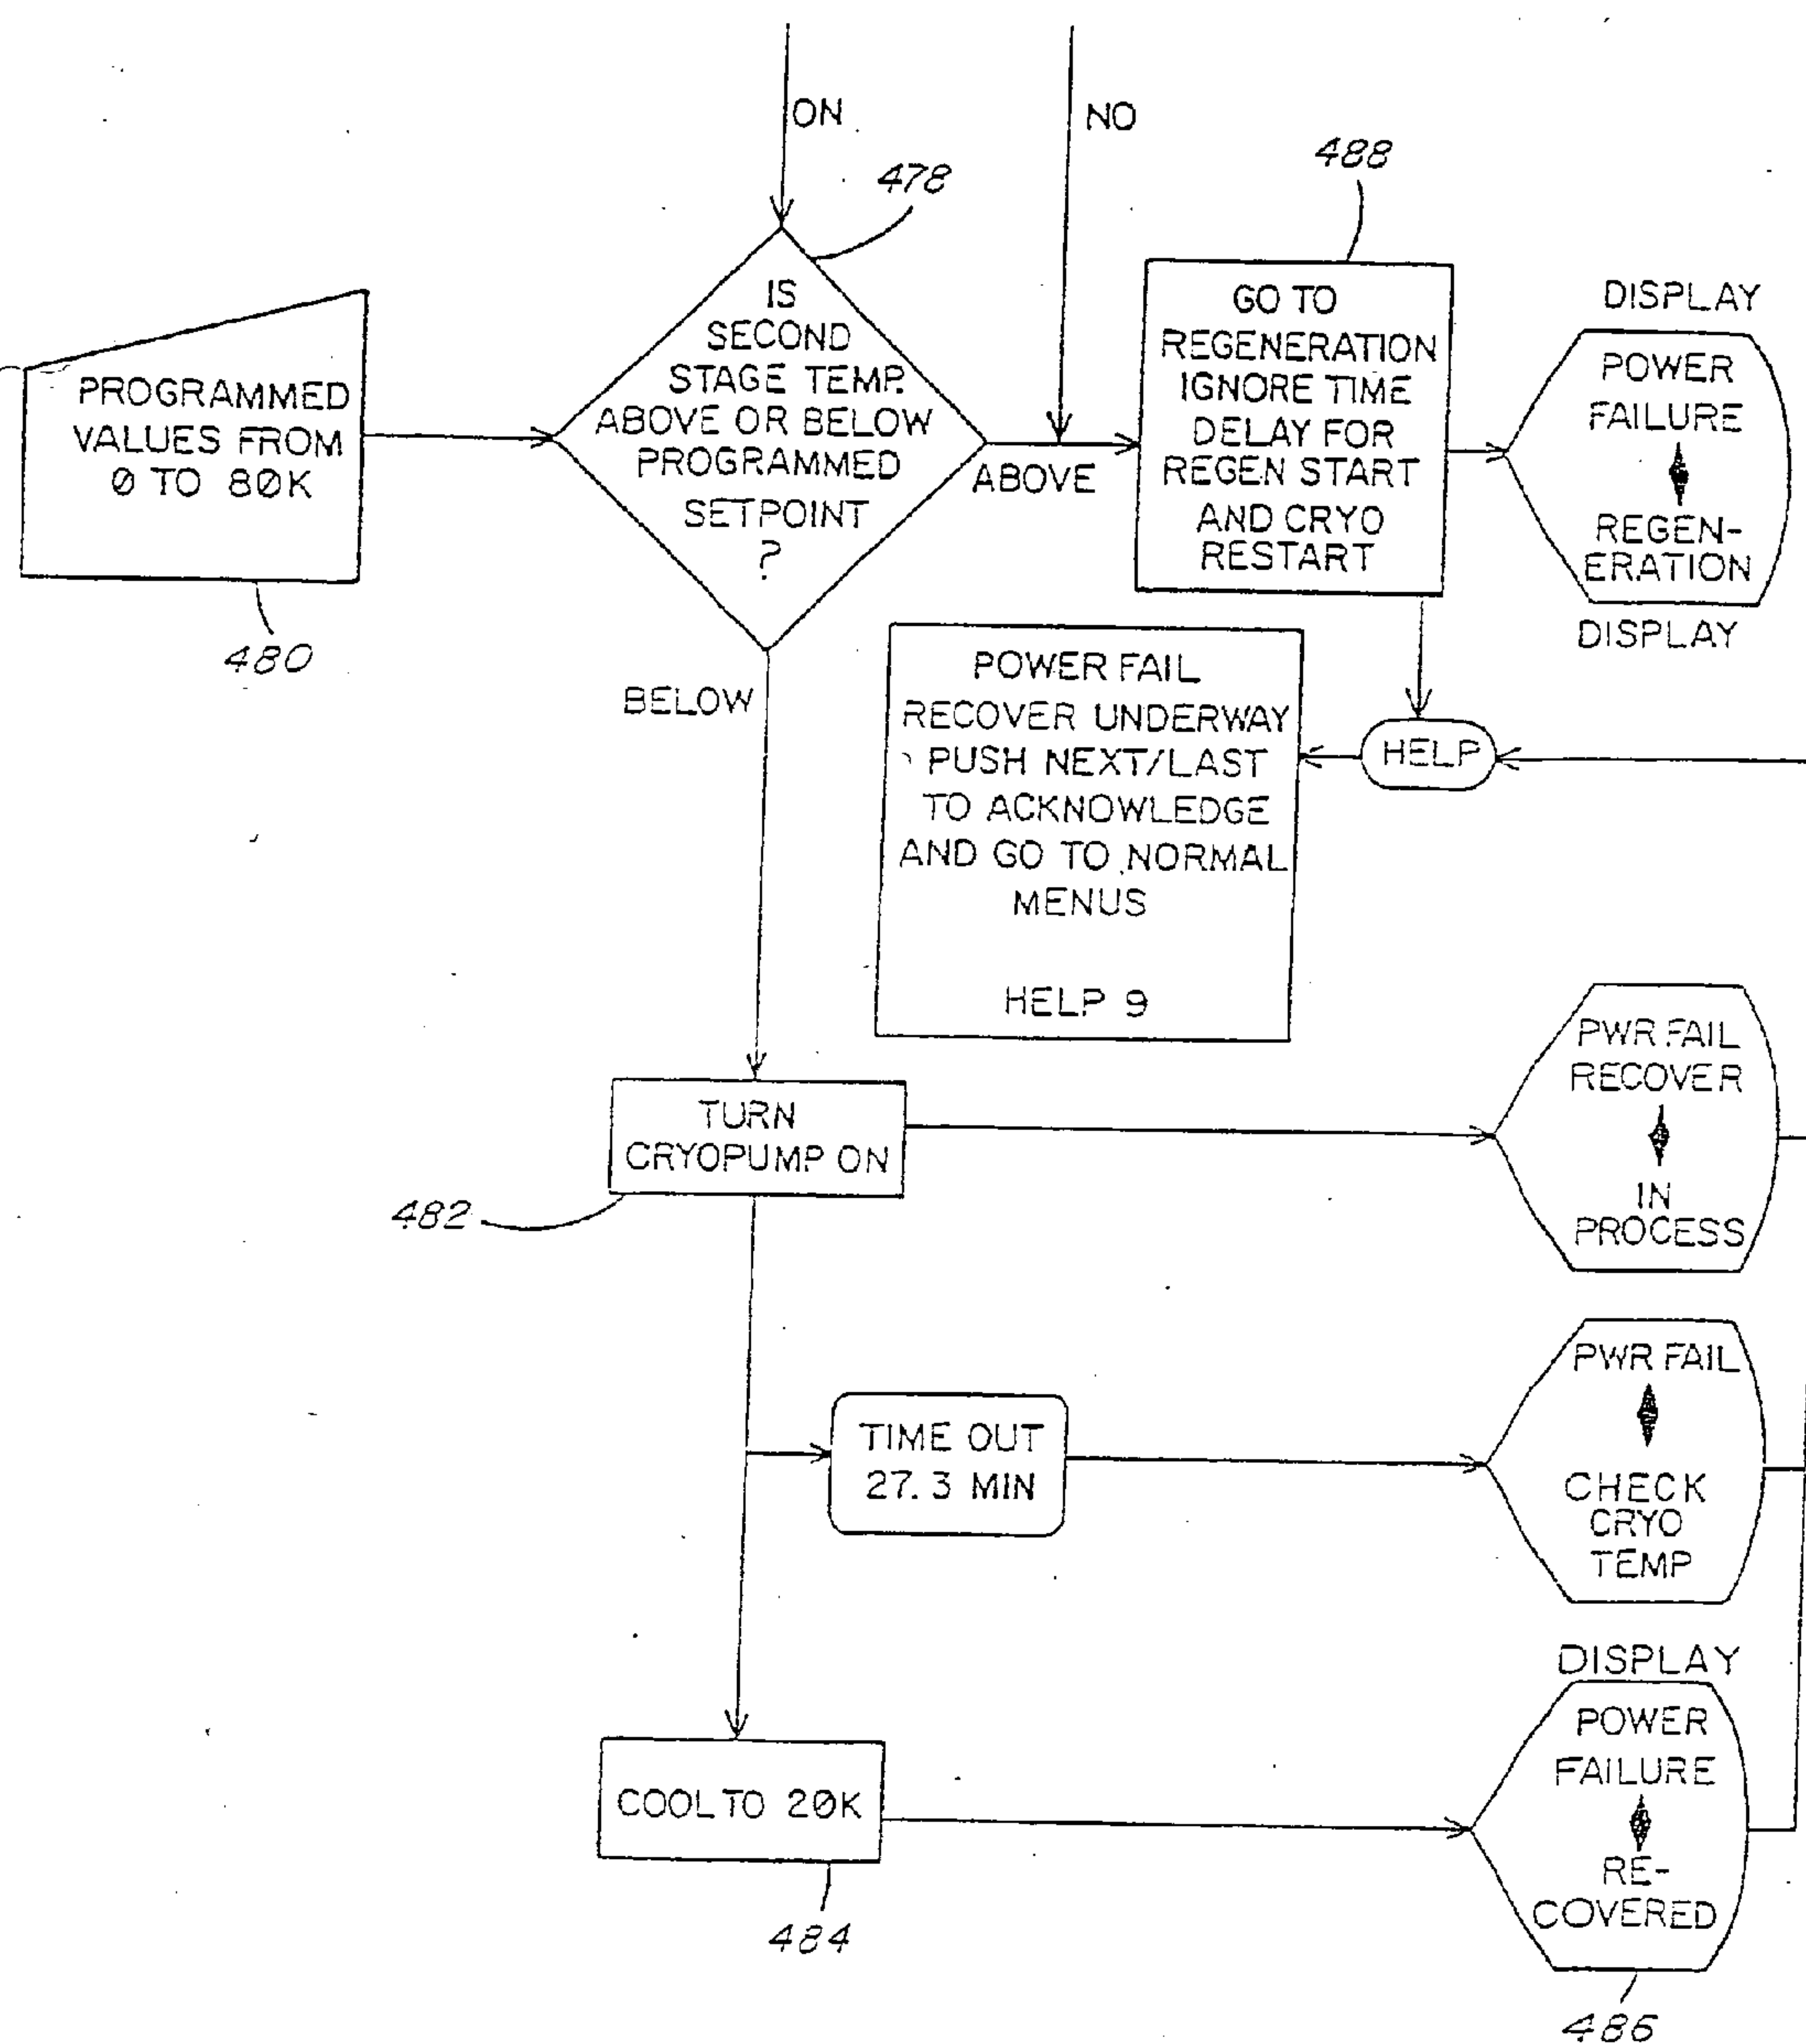 ON
NO
478
488
IS
SECOND
STAGE TEMP.
ABOVE OR BELOW
PROGRAMMED
SETPOINT
?
PROGRAMMED
VALUES FROM
0 TO 80K
480
ABOVE
BELOW
GO TO
REGENERATION
IGNORE TIME
DELAY FOR
REGEN START
AND CRYO
RESTART
DISPLAY
POWER
FAILURE
REGEN-
ERATION
DISPLAY
POWER FAIL
RECOVER UNDERWAY
PUSH NEXT/LAST
TO ACKNOWLEDGE
AND GO TO NORMAL
MENUS
HELP 9
HELP
TURN
CRYOPUMP ON
482
PWR FAIL
RECOVER
IN
PROCESS
TIME OUT
27.3 MIN
PWR FAIL
CHECK
CRYO
TEMP
COOL TO 20K
484
DISPLAY
POWER
FAILURE
RE-
COVERED
486